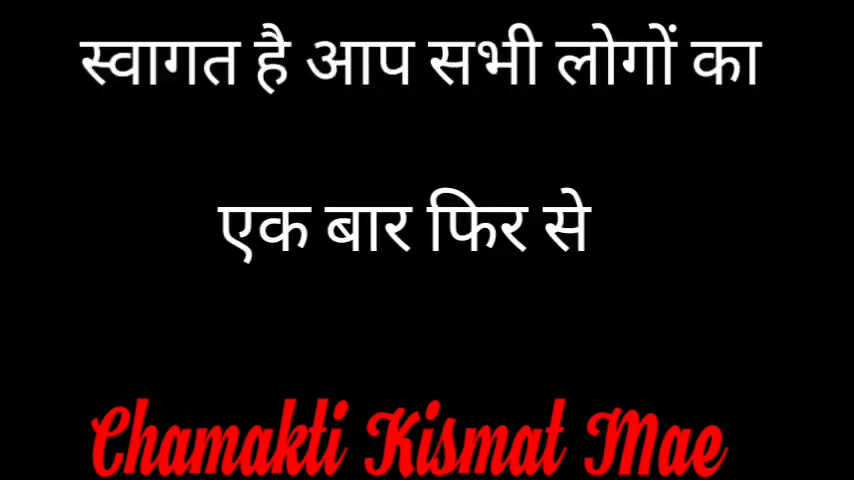 स्वागत है आप सभी लोगों का
एक बार फिर से
Chamakti Kismat Mae